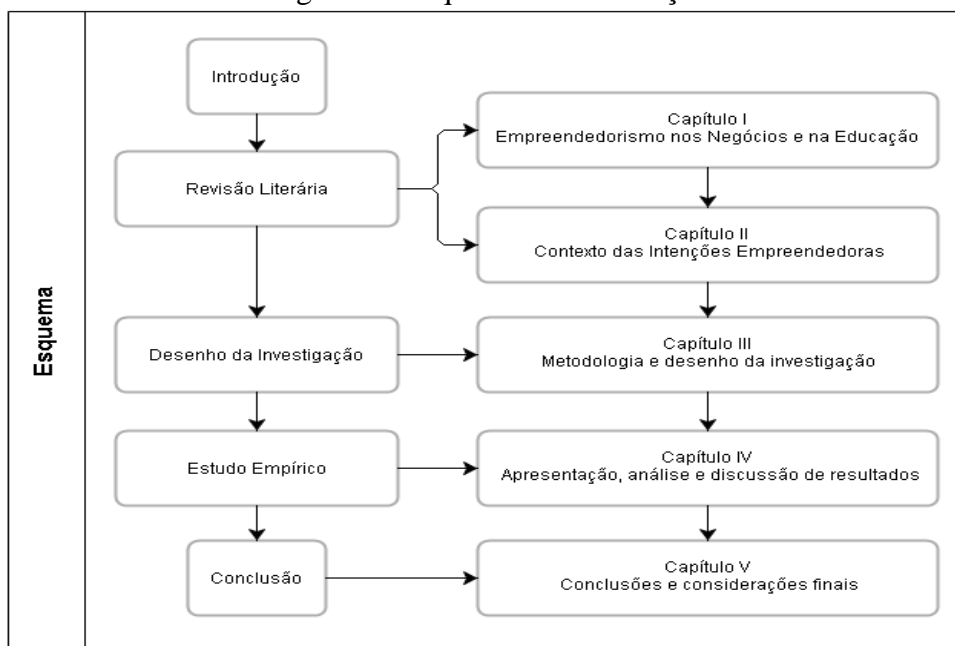 Esquema
Introdução
Revisão Literária
Capítulo I
Empreendedorismo nos Negócios e na Educação
Capítulo II
Contexto das Intenções Empreendedoras
Desenho da Investigação
Capítulo III
Metodologia e desenho da investigação
Estudo Empírico
Capítulo IV
Apresentação, análise e discussão de resultados
Conclusão
Capítulo V
Conclusões e considerações finais